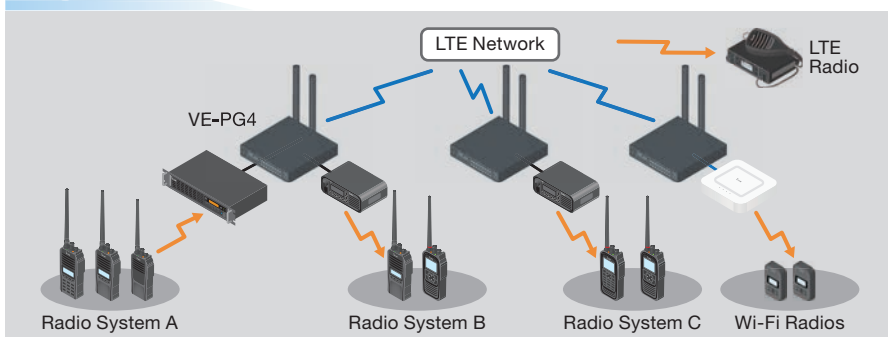 LTE Network
LTE
Radio
VE-PG4
Radio System A
Radio System B
Radio System C
Wi-Fi Radios